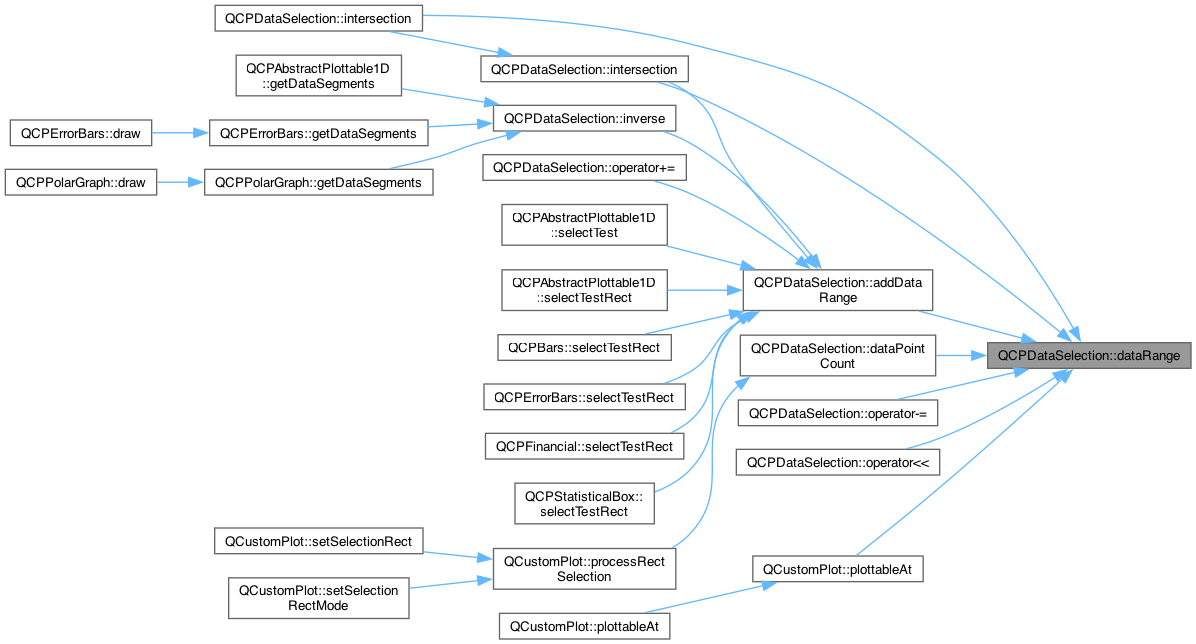 QCPDataSelection::intersection
QCPAbstractPlottable1D
::getDataSegments
QCPDataSelection::intersection
QCPDataSelection::inverse
QCPErrorBars::draw
QCPErrorBars::getDataSegments
QCPPolarGraph::draw
QCPPolarGraph::getDataSegments
QCPDataSelection::operator+=
QCPAbstractPlottable1D
::selectTest
QCPAbstractPlottable1D
::selectTestRect
QCPDataSelection::addData
Range
QCPBars::selectTestRect
QCPDataSelection::dataPoint
Count
QCPDataSelection::dataRange
QCPErrorBars::selectTestRect
QCPDataSelection::operator-=
QCPFinancial::selectTestRect
QCPDataSelection::operator<<
QCPStatisticalBox::
selectTestRect
QCustomPlot::setSelectionRect
QCustomPlot::processRect
Selection
QCustomPlot::plottableAt
QCustomPlot::setSelection
RectMode
QCustomPlot::plottableAt